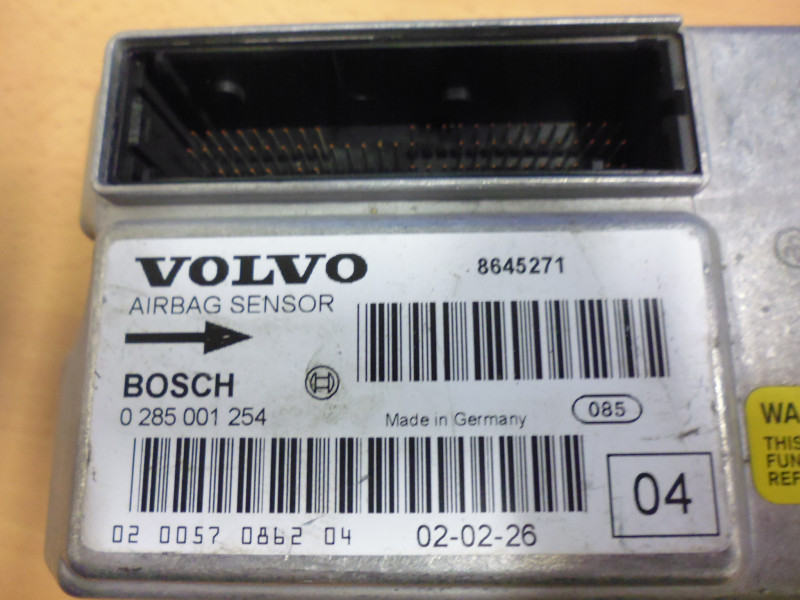 VOLVO 8645271
AIRBAG SENSOR
BOSCH
0 285 001 254
Made in Germany 085
04
02 0057 0862 04 02-02-26
THIS
FUN
REF